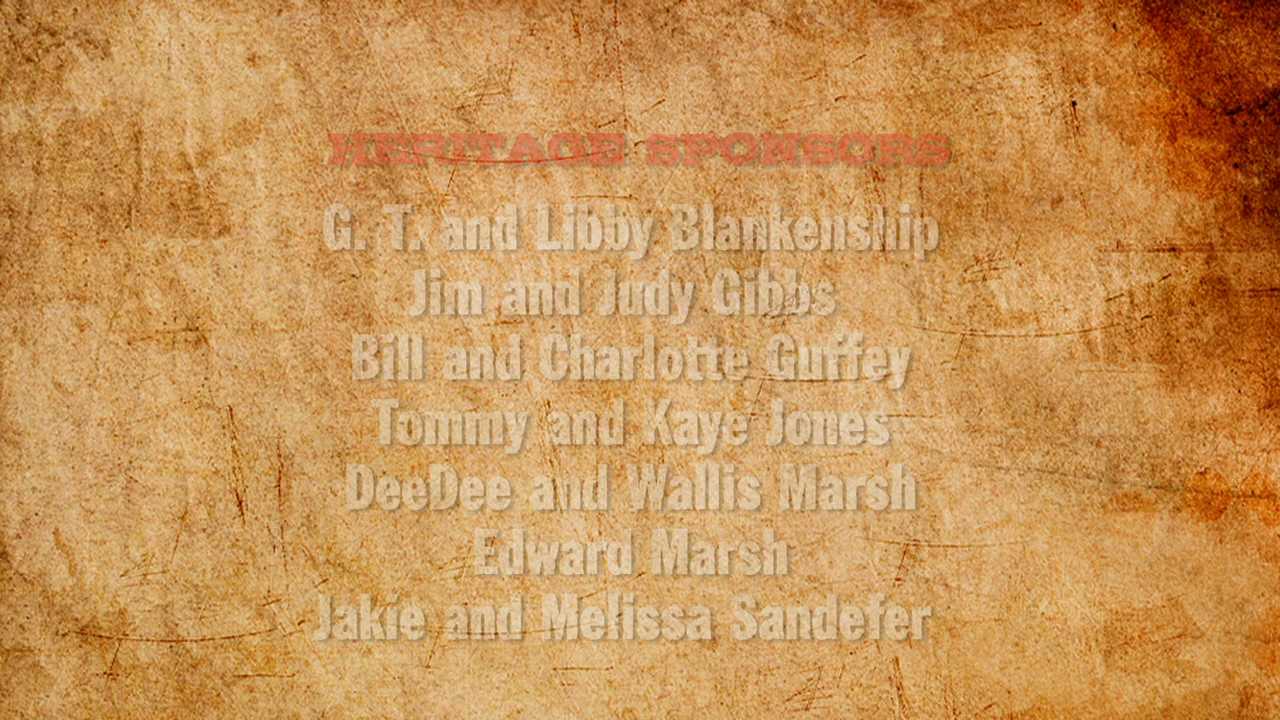 HERITAGE SPONSORS
G. T. and Libby Blankenship
Jim and Judy Gibbs
Bill and Charlotte Guffey
Tommy and Kaye Jones
DeeDee and Wallis Marsh
Edward Marsh
Jakie and Melissa Sandefer